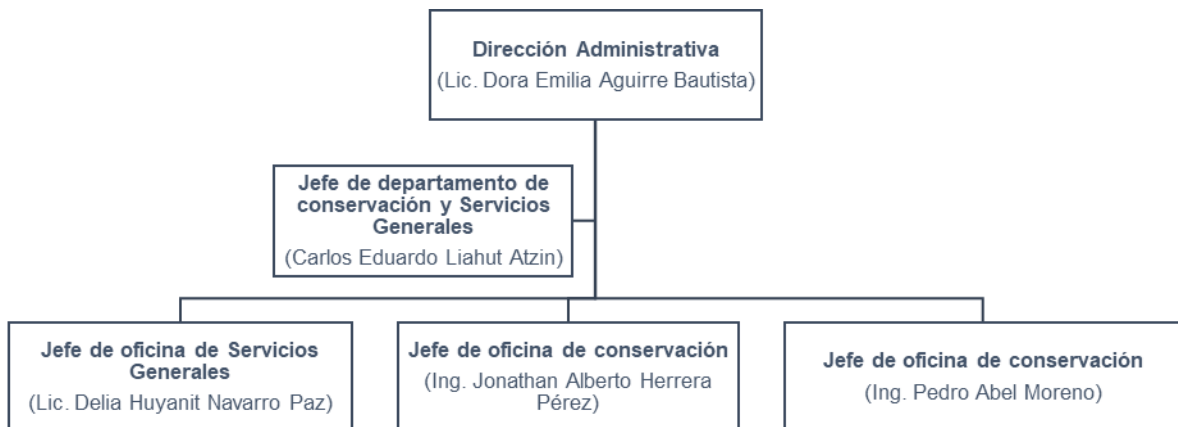 Dirección Administrativa
(Lic. Dora Emilia Aguirre Bautista)
Jefe de departamento de
conservación y Servicios
Generales
(Carlos Eduardo Liahut Atzin)
Jefe de oficina de Servicios
Generales
(Lic. Delia Huyanit Navarro Paz)
Jefe de oficina de conservación
(Ing. Jonathan Alberto Herrera
Pérez)
Jefe de oficina de conservación
(Ing. Pedro Abel Moreno)